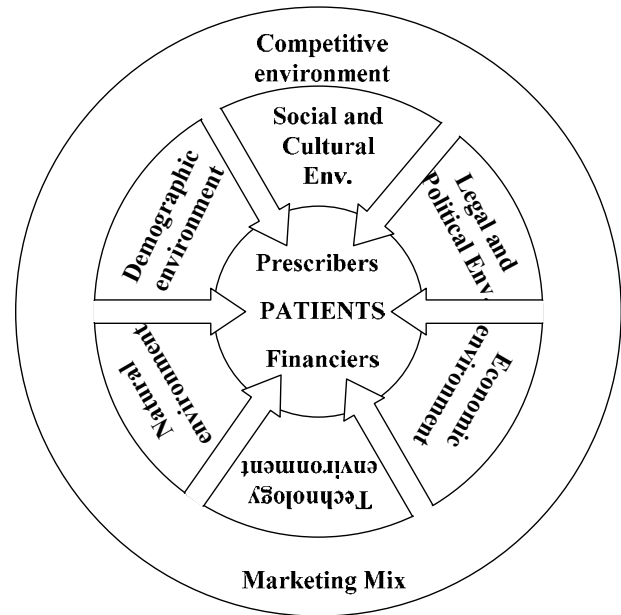 Competitive
environment
Social and
Cultural
Env.
Legal and
Political Env.
Economic
environment
Technology
environment
Natural
environment
Demographic
environment
Prescribers
PATIENTS
Financiers
Marketing Mix